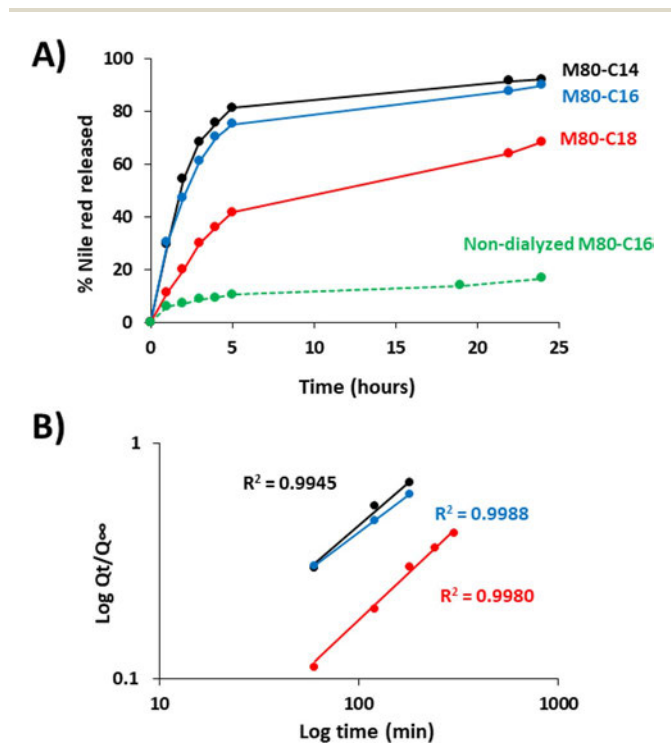 A)
100
80
60
40
20
0
% Nile red released
M80-C14
M80-C16
M80-C18
Non-dialyzed M80-C16
0 5 10 15 20 25
Time (hours)
B)
1
0.1
Log Qt/Q∞
R² = 0.9945
R² = 0.9988
R² = 0.9980
10 100 1000
Log time (min)